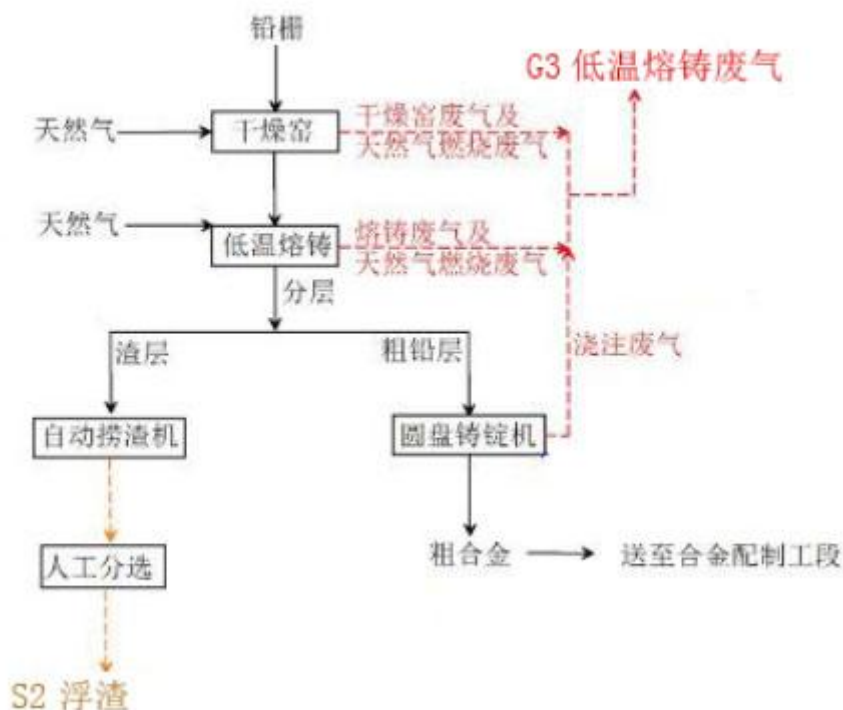 铅栅
G3 低温熔铸废气
天然气
干燥窑
干燥窑废气及
天然气燃烧废气
天然气
低温熔铸
熔铸废气及
天然气燃烧废气
分层
渣层
粗铅层
浇注废气
自动捞渣机
圆盘铸锭机
人工分选
粗合金
送至合金配制工段
S2 浮渣